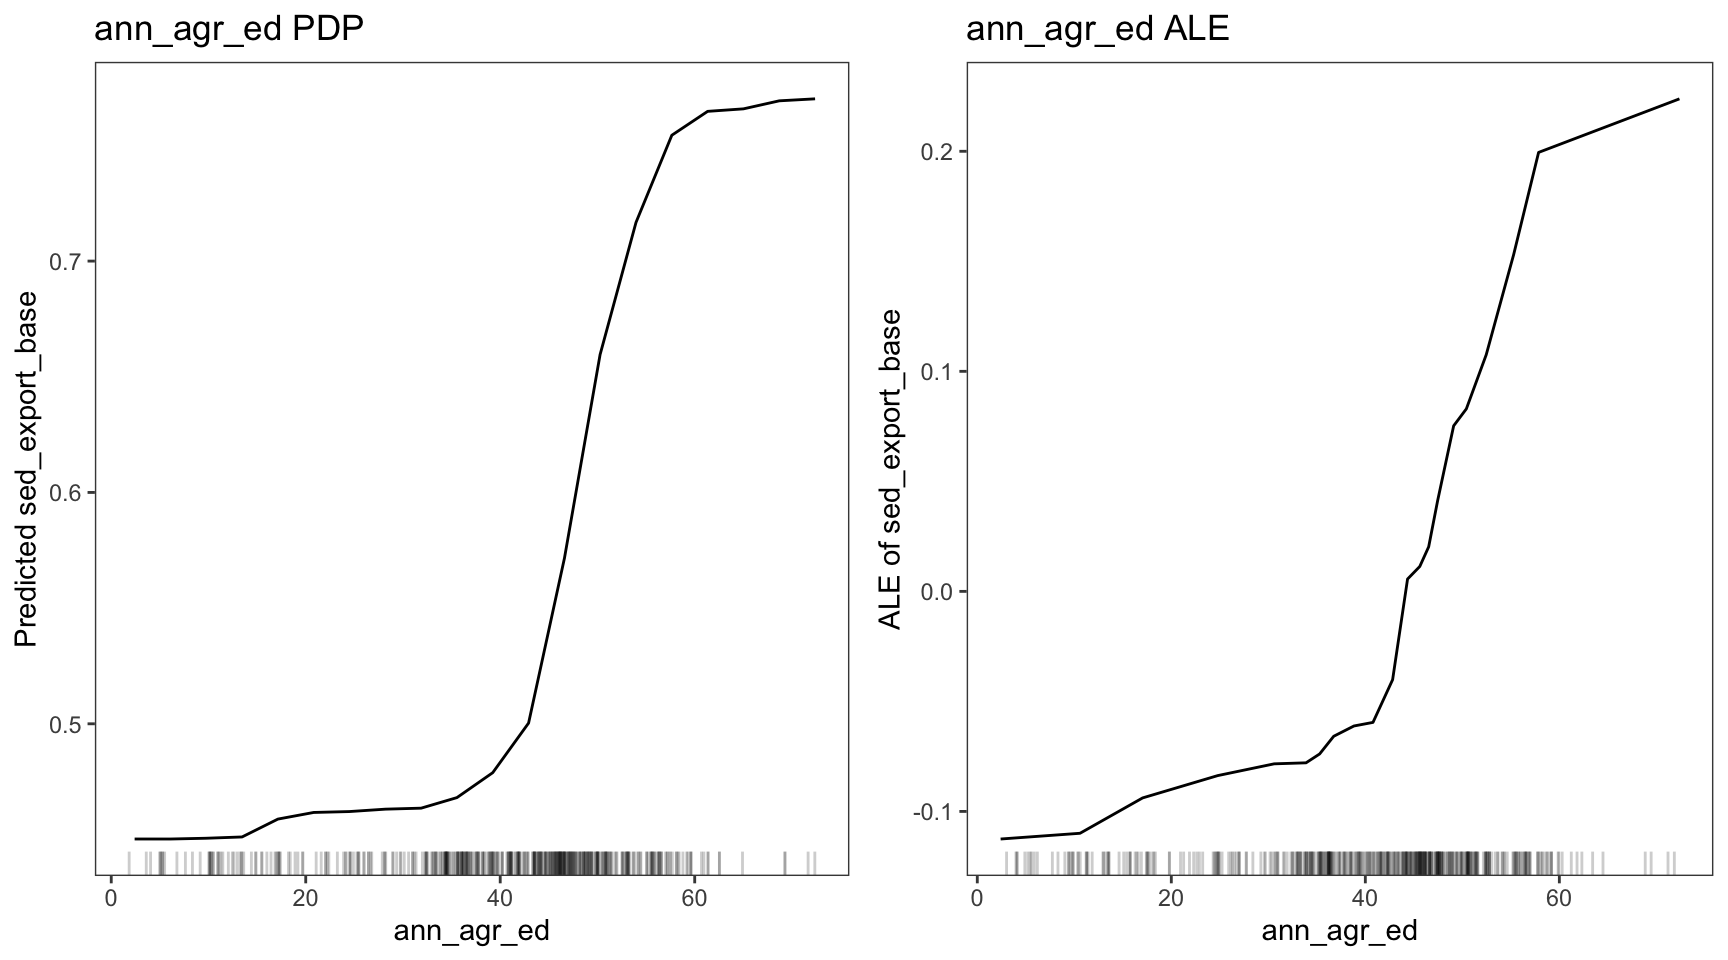 ann_agr_ed PDP
Predicted sed_export_base
0.7
0.6
0.5
0 20 40 60
ann_agr_ed
ann_agr_ed ALE
ALE of sed_export_base
0.2
0.1
0.0
-0.1
0 20 40 60
ann_agr_ed